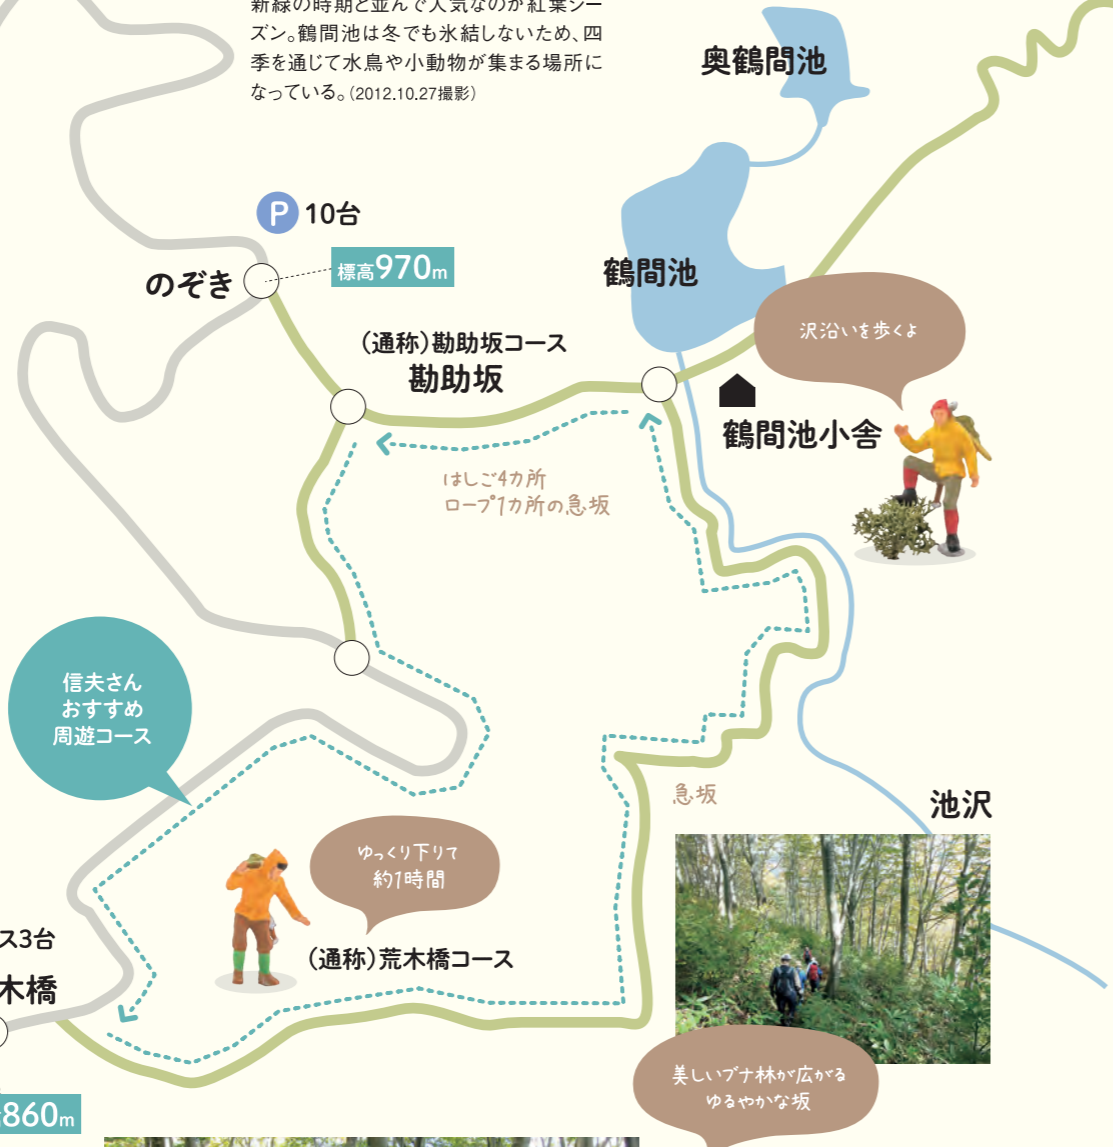 新緑の時期と並んで人気なのが紅葉シー
ズン。鶴間池は冬でも氷結しないため、四
季を通じて水鳥や小動物が集まる場所に
なっている。(2012.10.27撮影)
奥鶴間池
P 10台
標高970m
のぞき
鶴間池
沢沿いを歩くよ
(通称)勘助坂コース
勘助坂
鶴間池小舎
はしご4カ所
ロープ1カ所の急坂
信夫さん
おすすめ
周遊コース
急坂
池沢
ゆっくり下りて
約1時間
(通称)荒木橋コース
ス3台
木橋
美しいブナ林が広がる
ゆるやかな坂
860m